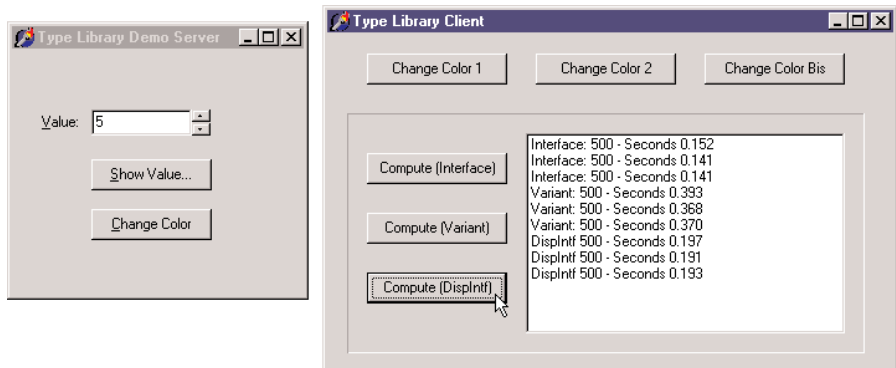 Type Library Demo Server
Value: 5
Show Value...
Change Color
Type Library Client
Change Color 1
Change Color 2
Change Color Bis
Compute (Interface)
Compute (Variant)
Compute (DispIntf)
Interface: 500 - Seconds 0.152
Interface: 500 - Seconds 0.141
Interface: 500 - Seconds 0.141
Variant: 500 - Seconds 0.393
Variant: 500 - Seconds 0.368
Variant: 500 - Seconds 0.370
DispIntf 500 - Seconds 0.197
DispIntf 500 - Seconds 0.191
DispIntf 500 - Seconds 0.193